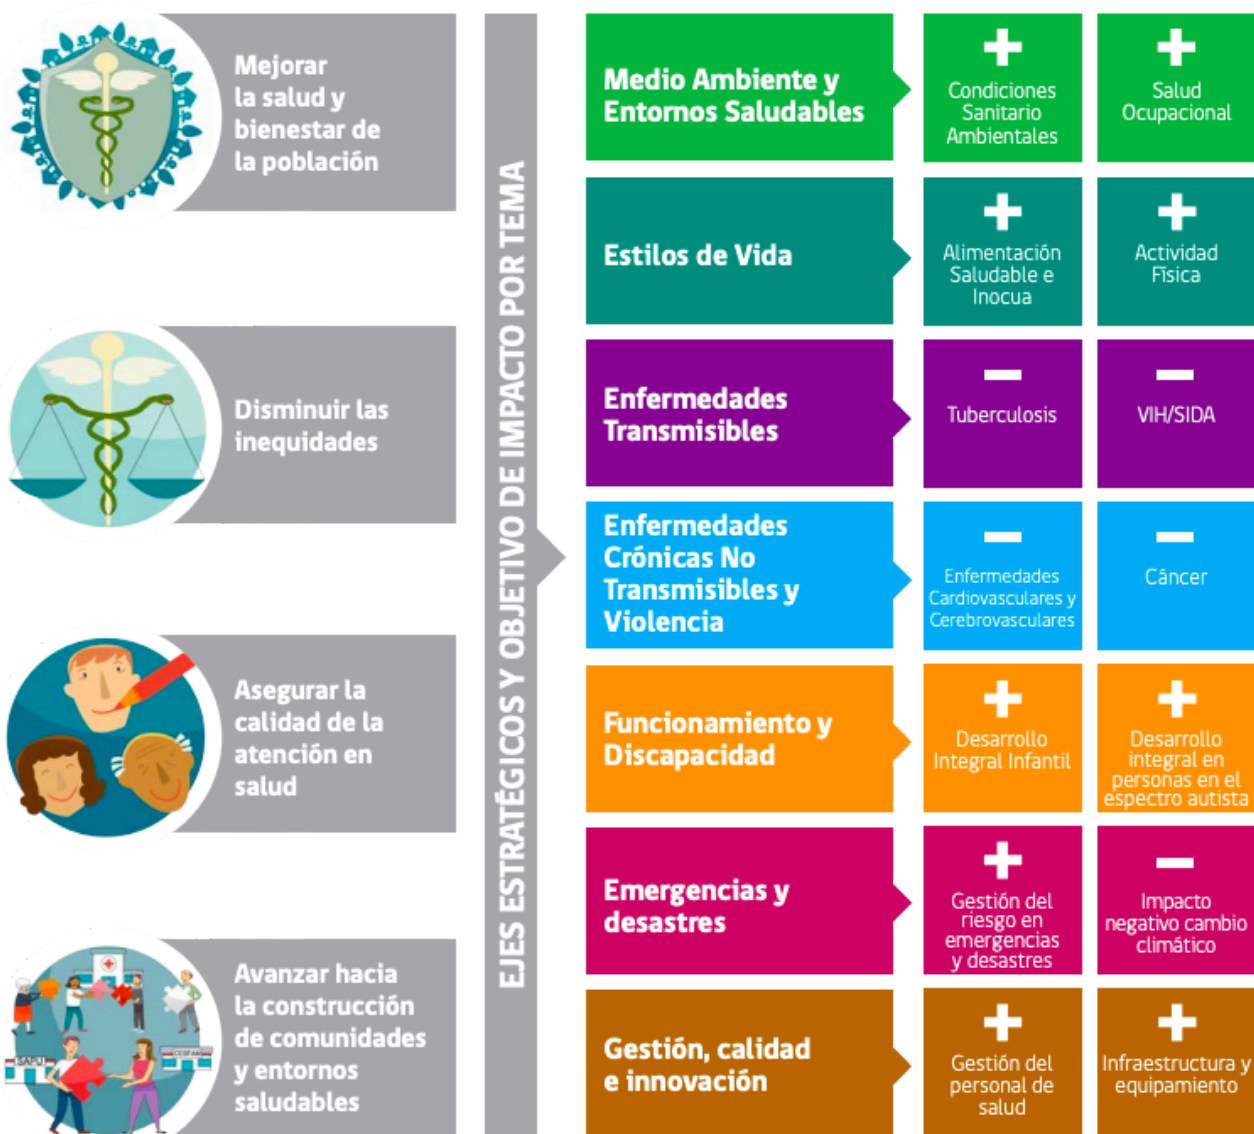 Mejorar
la salud y
bienestar de
la población
Disminuir las
inequidades
Asegurar la
calidad de la
atención en
salud
Avanzar hacia
la construcción
de comunidades
y entornos
saludables
SAPU
CESFAM
EJES ESTRATÉGICOS Y OBJETIVO DE IMPACTO POR TEMA
Medio Ambiente y
Entornos Saludables
+
Condiciones
Sanitario
Ambientales
+
Salud
Ocupacional
Estilos de Vida
+
Alimentación
Saludable e
Inocua
+
Actividad
Física
Enfermedades
Transmisibles
−
Tuberculosis
−
VIH/SIDA
Enfermedades
Crónicas No
Transmisibles y
Violencia
−
Enfermedades
Cardiovasculares y
Cerebrovasculares
−
Cáncer
Funcionamiento y
Discapacidad
+
Desarrollo
Integral Infantil
+
Desarrollo
integral en
personas en el
espectro autista
Emergencias y
desastres
+
Gestión del
riesgo en
emergencias
y desastres
−
Impacto
negativo cambio
climático
Gestión, calidad
e innovación
+
Gestión del
personal de
salud
+
Infraestructura y
equipamiento